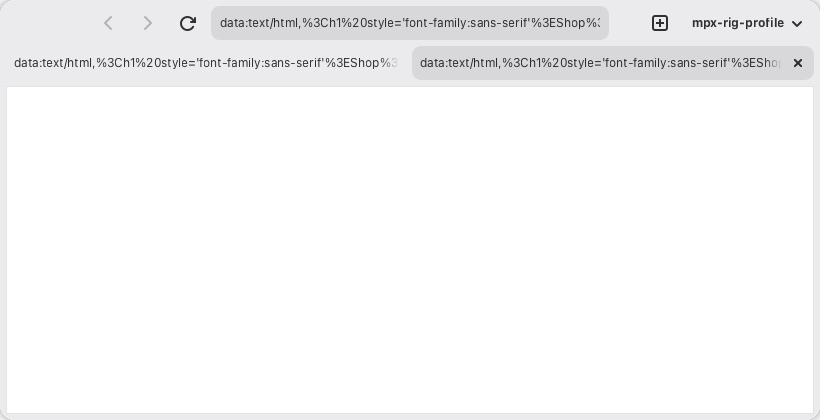 data:text/html,%3Ch1%20style='font-family:sans-serif'%3EShop%3
mpx-rig-profile
data:text/html,%3Ch1%20style='font-family:sans-serif'%3EShop%3
data:text/html,%3Ch1%20style='font-family:sans-serif'%3EShop